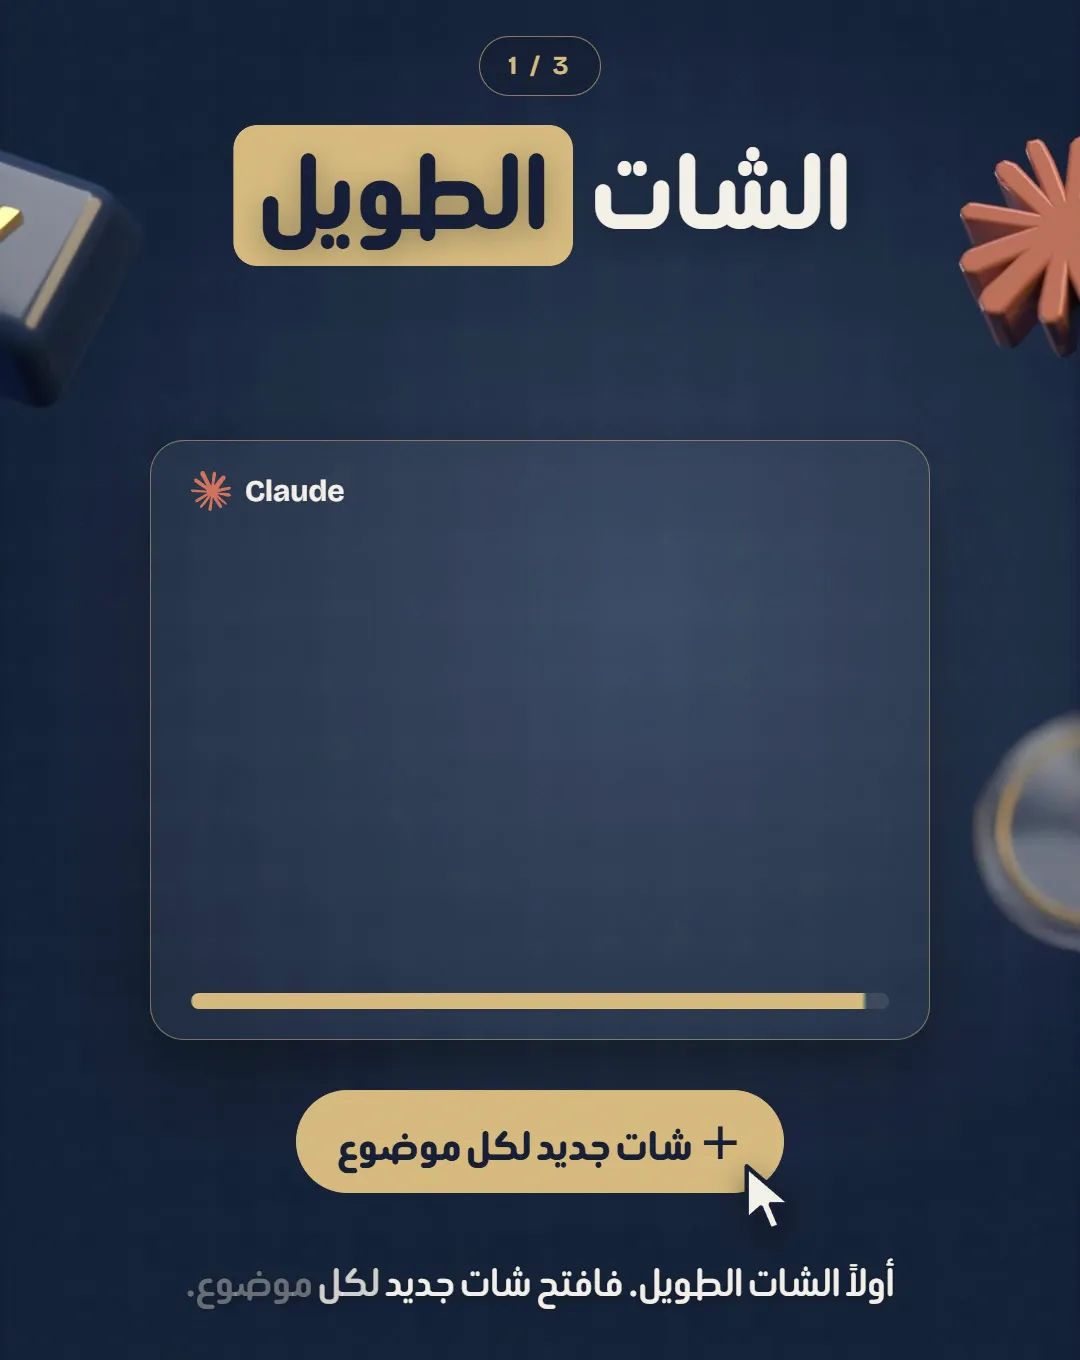 1 / 3
الشات الطويل
Claude
+ شات جديد لكل موضوع
أولاً الشات الطويل. فافتح شات جديد لكل موضوع.